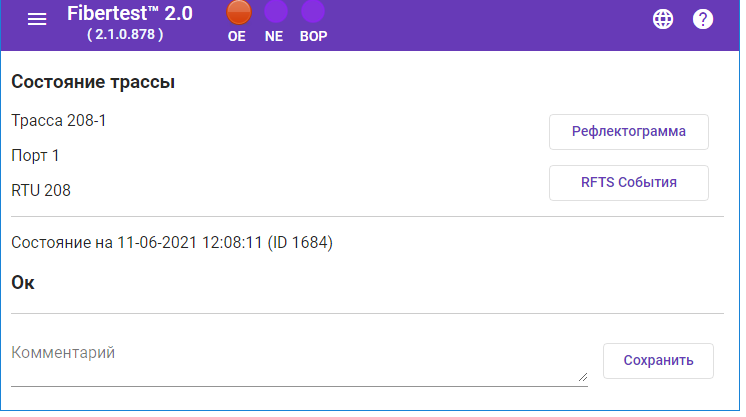 Fibertest™ 2.0
( 2.1.0.878 )
OE NE BOP
Состояние трассы
Трасса 208-1
Рефлектограмма
Порт 1
RTU 208
RFTS События
Состояние на 11-06-2021 12:08:11 (ID 1684)
Ок
Комментарий
Сохранить